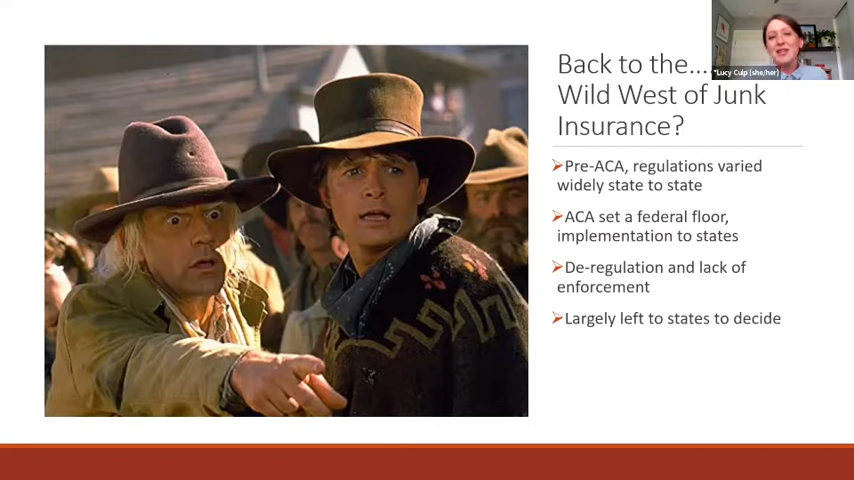 Back to the....
Wild West of Junk
Insurance?
Pre-ACA, regulations varied
widely state to state
ACA set a federal floor,
implementation to states
De-regulation and lack of
enforcement
Largely left to states to decide
*Lucy Culp (she/her)